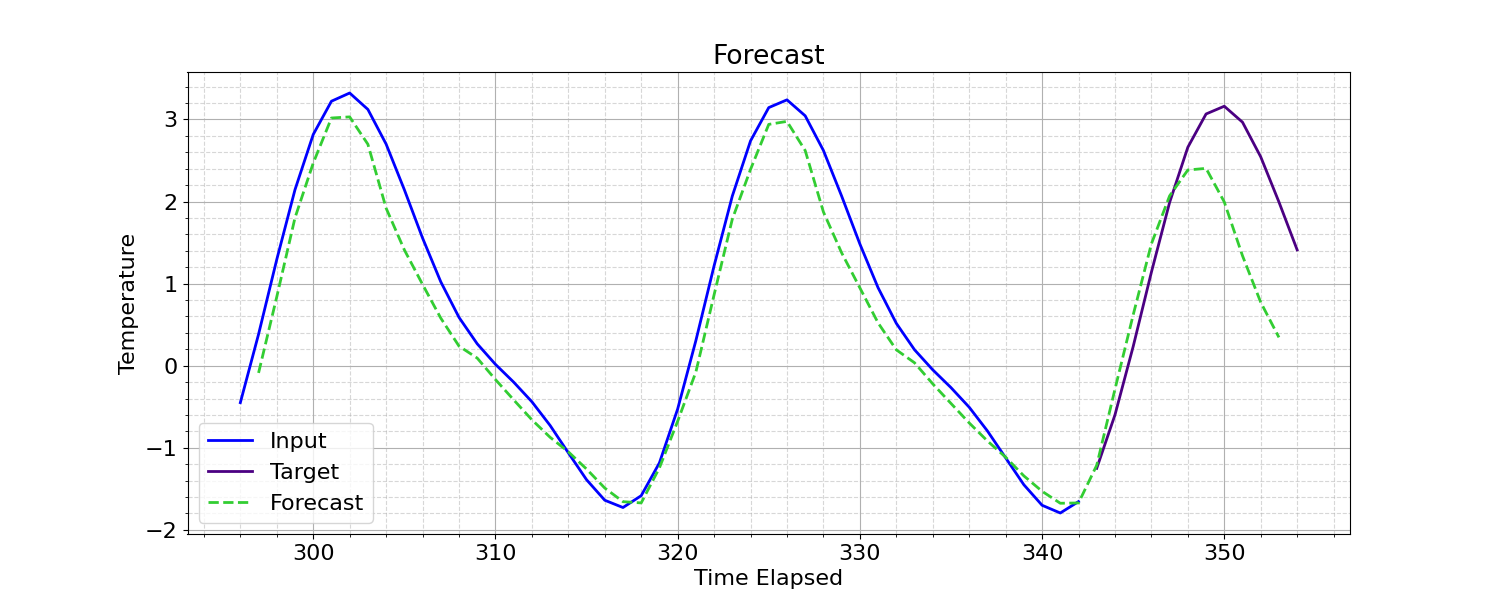 Forecast
Temperature
3
2
1
0
−1
−2
Input
Target
Forecast
300 310 320 330 340 350
Time Elapsed